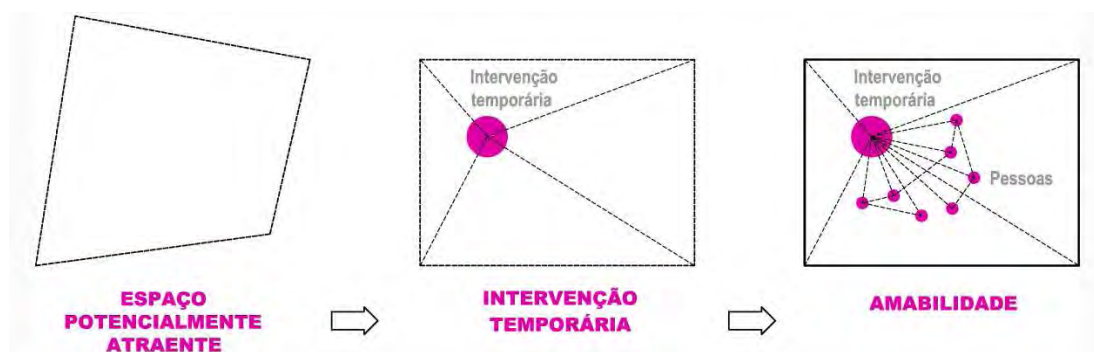 Intervenção
temporária
Intervenção
temporária
Pessoas
ESPAÇO
POTENCIALMENTE
ATRAENTE
INTERVENÇÃO
TEMPORÁRIA
AMABILIDADE